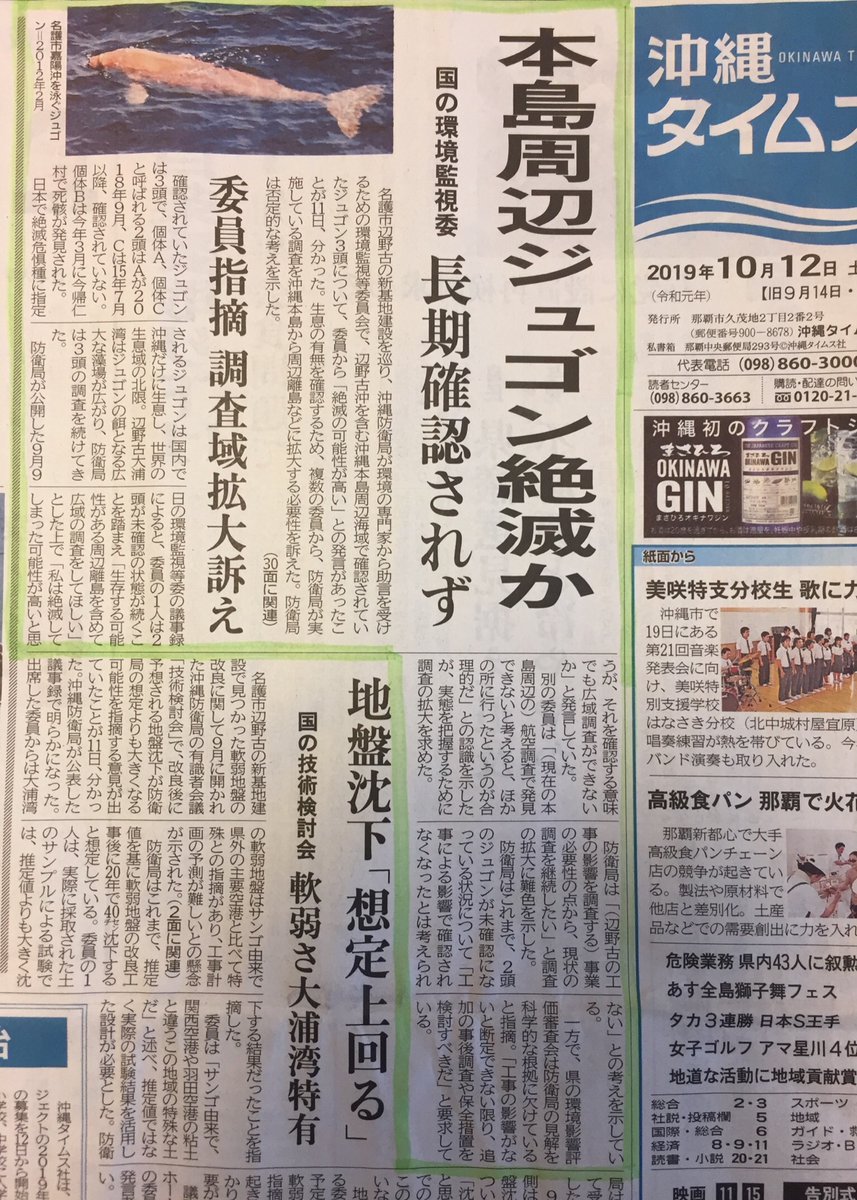 本島周辺ジュゴン絶滅か
国の環境監視委
長期確認されず
委員指摘 調査域拡大訴え
名護市嘉陽沖を泳ぐジュゴ
ン=2012年2月
名護市辺野古の新基地建設を巡り、沖縄防衛局が環境の専門家から助言を受け
るための環境監視等委員会で、辺野古沖を含む沖縄本島周辺海域で確認されてい
たジュゴン3頭について、委員から「絶滅の可能性が高い」との発言があったこ
とが11日、分かった。生息の有無を確認するため、複数の委員から、防衛局が実
施している調査を沖縄本島から周辺離島などに拡大する必要性を訴えた。防衛局
は否定的な考えを示した。
(30面に関連)
確認されていたジュゴン
は3頭で、個体A、個体C
と呼ばれる2頭はAが20
18年9月、Cは15年7月
以降、確認されていない。
個体Bは今年3月に今帰仁
村で死骸が発見された。
日本で絶滅危惧種に指定
されるジュゴンは国内で
沖縄だけに生息し、世界の
生息域の北限。辺野古大浦
湾はジュゴンの餌となる広
大な藻場が広がり、防衛局
は3頭の調査を続けてき
た。
防衛局が公開した9月9
日の環境監視等委の議事録
によると、委員の1人は2
頭が未確認の状態が続くこ
とを踏まえ「生存する可能
性がある周辺離島を含めて
広域の調査をしてほしい」
とした上で「私は絶滅して
しまった可能性が高いと思
うが、それを確認する意味
でも広域調査ができない
か」と発言していた。
別の委員は「(現在の本
島周辺の)航空調査で発見
できないと考えると、ほか
の所に行ったというのが合
理的だ」との認識を示した
が、実態を把握するために
調査の拡大を求めた。
防衛局は「(辺野古の工
事の影響を調査する)事業
の必要性の点から、現状の
調査を継続したい」と調査
の拡大に難色を示した。
防衛局はこれまで、2頭
のジュゴンが未確認にな
っている状況について「工
事による影響で確認され
なくなったとは考えられ
ない」との考えを示してい
る。
一方で、県の環境影響評
価審査会は防衛局の見解を
科学的な根拠に欠けている
と指摘。「工事の影響がな
いと断定できない限り、追
加の事後調査や保全措置を
検討すべきだ」と要求して
いる。
地盤沈下「想定上回る」
国の技術検討会
軟弱さ大浦湾特有
名護市辺野古の新基地建
設で見つかった軟弱地盤の
改良に関して9月に開かれ
た沖縄防衛局の有識者会議
「技術検討会」で、改良後に
予想される地盤沈下が防衛
局の想定よりも大きくなる
可能性を指摘する意見が出
ていたことが11日、分かっ
た。沖縄防衛局が公表した
議事録で明らかになった。
出席した委員からは大浦湾
の軟弱地盤はサンゴ由来で
県外の主要空港と比べて特
殊との指摘があり、工事計
画の予測が難しいとの懸念
が示された。(2面に関連)
防衛局はこれまで、推定
値を基に軟弱地盤の改良工
事後に20年で40㌢沈下する
と想定している。委員の1
人は、実際に採取された土
のサンプルによる試験で
は、推定値よりも大きく沈
下する結果だったことを指
摘した。
委員は「サンゴ由来で、
関西空港や羽田空港の粘土
と違うこの地域の特殊な土
だ」と述べ、推定値ではな
く実際の試験結果を活用し
た設計が必要とした。防衛
沖縄
OKINAWA T
タイムス
2019年10月12日 土
(令和元年) 【旧9月14日・
発行所 那覇市久茂地2丁目2番2号
(郵便番号900-8678) 沖縄タイムス社
私書箱 那覇中央郵便局293号©沖縄タイムス社
代表電話 (098) 860-3000
読者センター
(098) 860-3663
購読・配達の問い
0120-21-
沖縄初のクラフトジ
まさひろ
OKINAWA
GIN
まさひろオキナワジン
紙面から
美咲特支分校生 歌に力
沖縄市で
19日にある
第21回音楽
発表会に向
け、美咲特
別支援学校
はなさき分校(北中城村屋宜原
唱奏練習が熱を帯びている。今
バンド演奏も取り入れた。
高級食パン 那覇で火花
那覇新都心で大手
高級食パンチェーン
店の競争が起きてい
る。製法や原材料で
他店と差別化。土産
品などでの需要創出に力を入れ
危険業務 県内43人に叙勲
あす全島獅子舞フェス
タカ3連勝 日本S王手
女子ゴルフ アマ星川4位
地道な活動に地域貢献賞
総合 2・3 スポーツ
社説・投稿欄 5 地域
国際・総合 6 ガイド・
経済 8・9・11 ラジオ・B
読書・小説 20・21 社会
映画 11 15 告別式
沖縄タイムス社は、
ジェクトの2019年
の募集を12日から開始